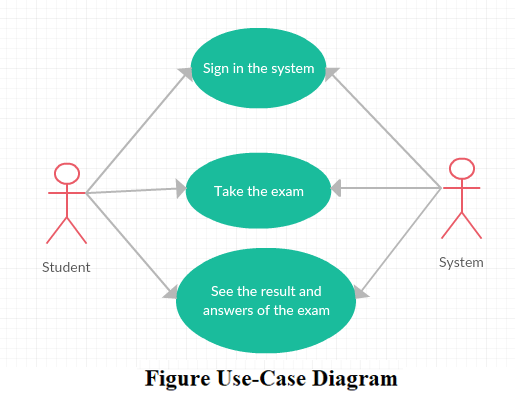 Sign in the system
Take the exam
Student
System
See the result and
answers of the exam
Figure Use-Case Diagram